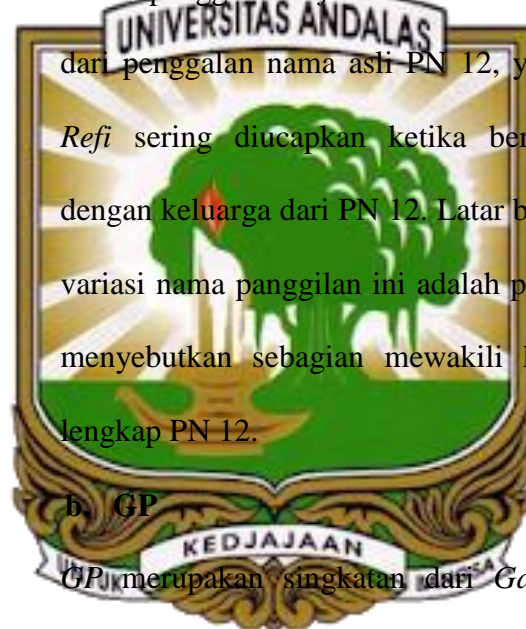 UNIVERSITAS ANDALAS
dari penggalan nama asli PN 12, y
Refi sering diucapkan ketika ber
dengan keluarga dari PN 12. Latar b
variasi nama panggilan ini adalah p
menyebutkan sebagian mewakili
lengkap PN 12.
b. GP
KEDJAJAAN
GP merupakan singkatan dari Ga